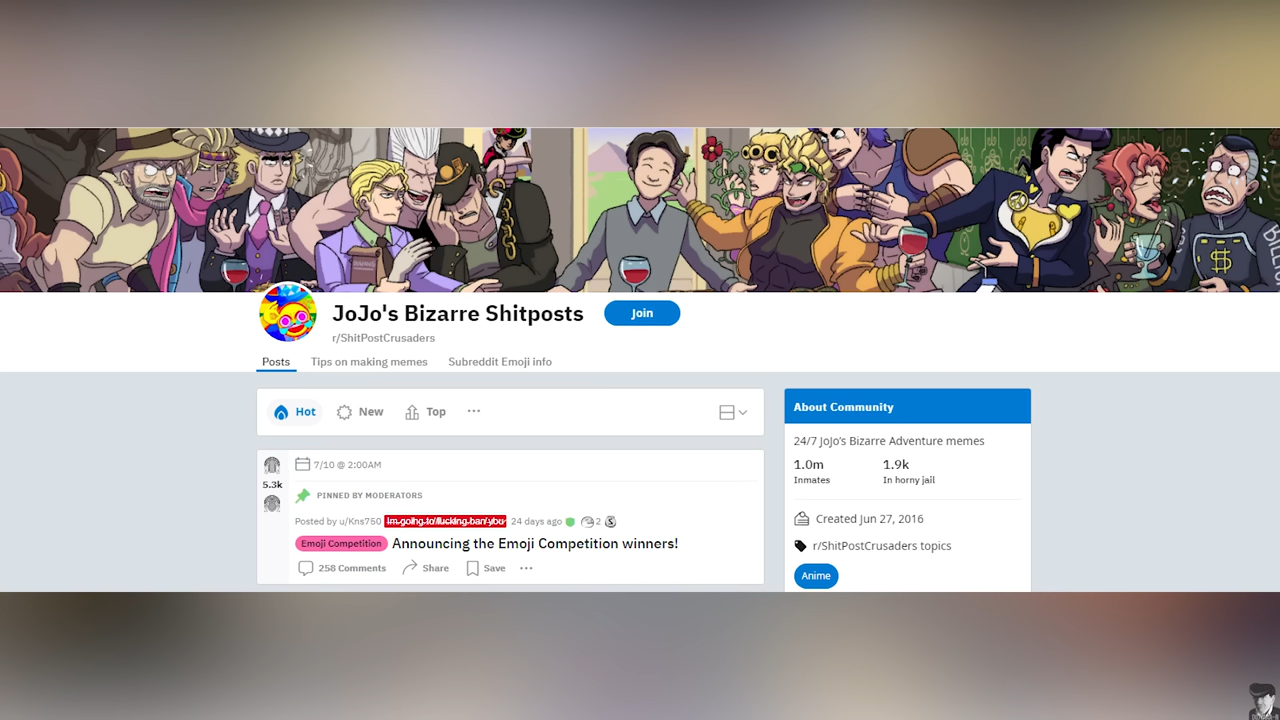 JoJo's Bizarre Shitposts
Join
r/ShitPostCrusaders
Posts Tips on making memes Subreddit Emoji info
Hot New Top
7/10 @ 2:00AM
5.3k
PINNED BY MODERATORS
Posted by u/Kns750 Im going to fucking ban you 24 days ago 2
Emoji Competition Announcing the Emoji Competition winners!
258 Comments Share Save
About Community
24/7 JoJo's Bizarre Adventure memes
1.0m 1.9k
Inmates In horny jail
Created Jun 27, 2016
r/ShitPostCrusaders topics
Anime